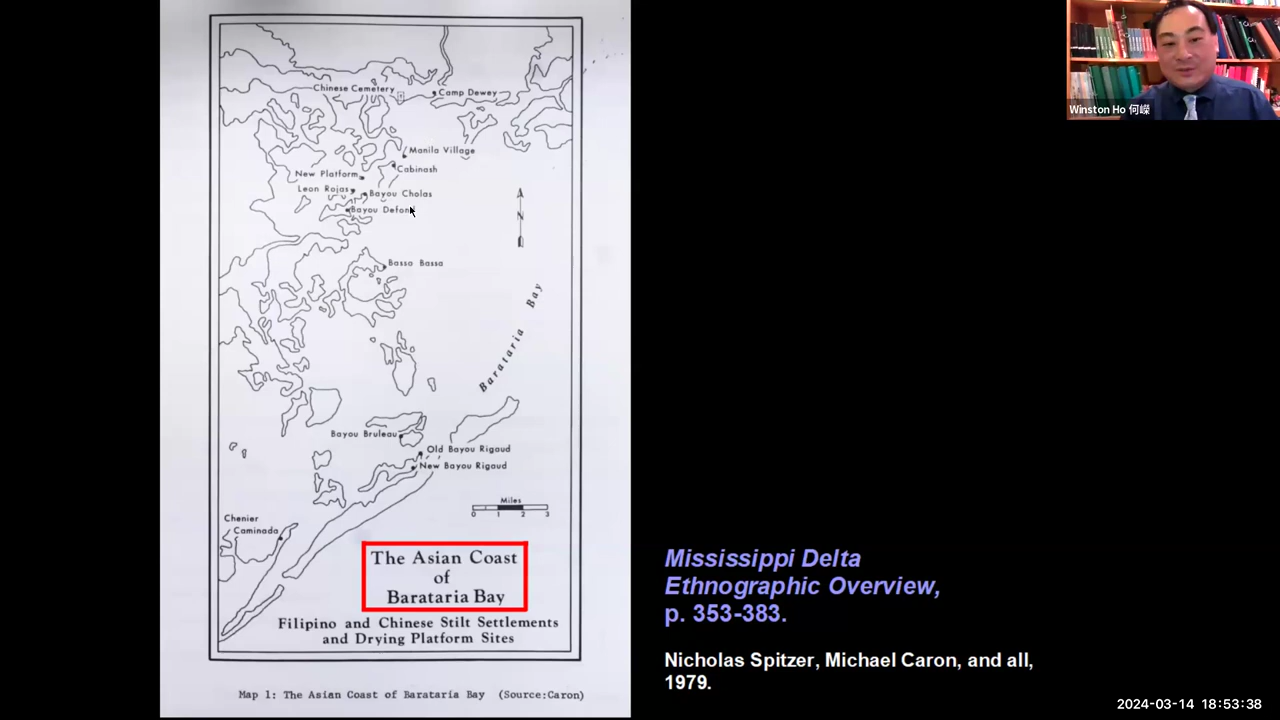 Chinese Cemetery
Camp Dewey
Manila Village
Cabinash
New Platform
Leon Rojas
Bayou Cholas
Bayou Defon
N
Basso Bassa
Barataria Bay
Bayou Bruleau
Old Bayou Rigaud
New Bayou Rigaud
Miles
0 1 2 3
Chenier
Caminada
The Asian Coast
of
Barataria Bay
Filipino and Chinese Stilt Settlements
and Drying Platform Sites
Map 1: The Asian Coast of Barataria Bay (Source:Caron)
Winston Ho 何嶸
Mississippi Delta
Ethnographic Overview,
p. 353-383.
Nicholas Spitzer, Michael Caron, and all,
1979.
2024-03-14 18:53:38